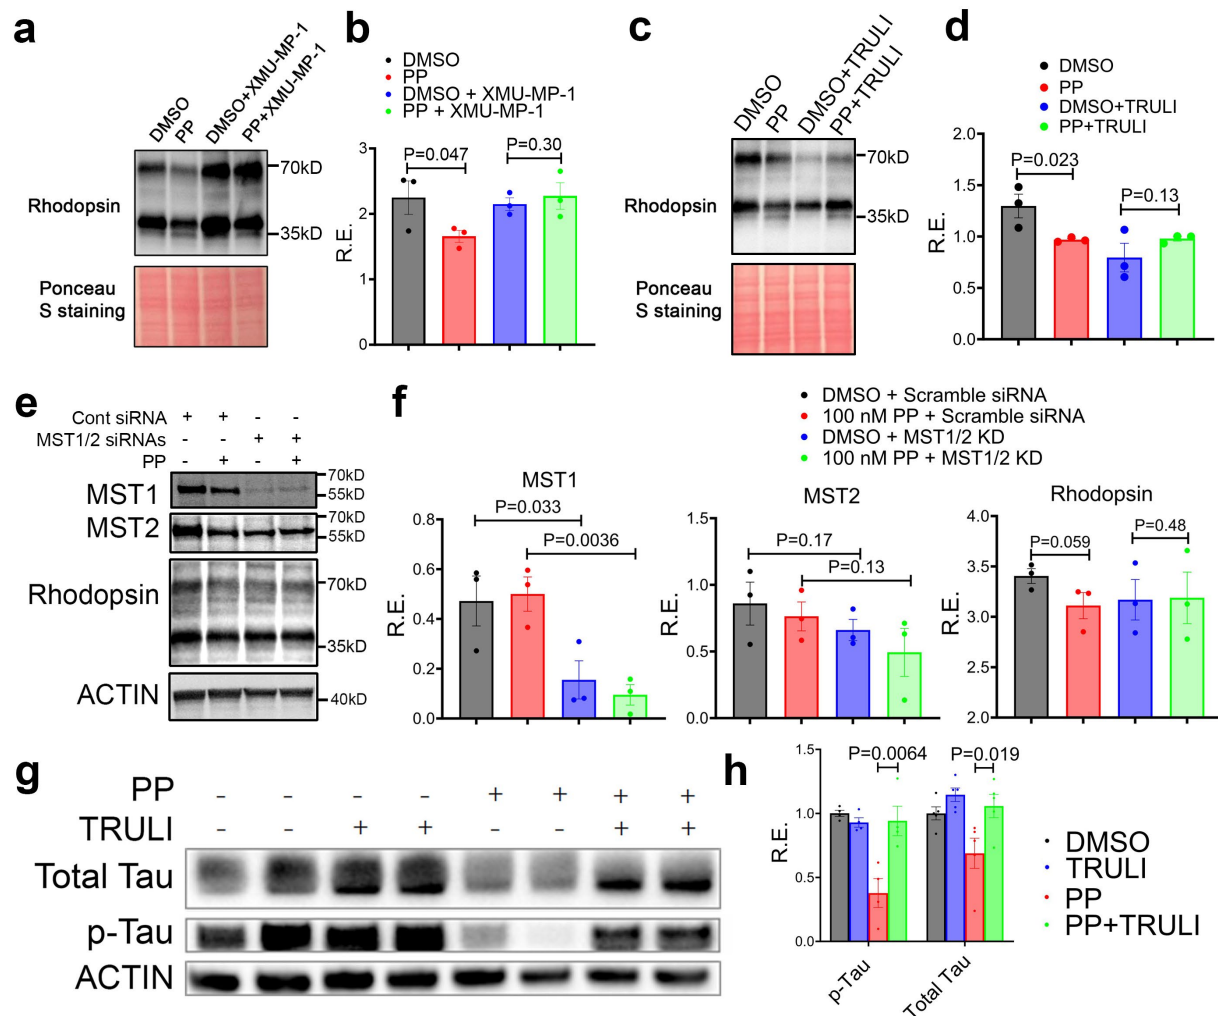 a
DMSO
PP
DMSO+XMU-MP-1
PP+XMU-MP-1
Rhodopsin
70kD
35kD
Ponceau
S staining
b
DMSO
PP
DMSO + XMU-MP-1
PP + XMU-MP-1
P=0.047
P=0.30
R.E.
3
2
1
0
c
DMSO
PP
DMSO+TRULI
PP+TRULI
Rhodopsin
70kD
35kD
Ponceau
S staining
d
DMSO
PP
DMSO+TRULI
PP+TRULI
P=0.023
P=0.13
R.E.
2.0
1.5
1.0
0.5
0.0
e
Cont siRNA + + - -
MST1/2 siRNAs - - + +
PP - + - +
MST1
70kD
55kD
MST2
70kD
55kD
Rhodopsin
70kD
35kD
ACTIN
40kD
f
DMSO + Scramble siRNA
100 nM PP + Scramble siRNA
DMSO + MST1/2 KD
100 nM PP + MST1/2 KD
MST1
P=0.033
P=0.0036
R.E.
0.8
0.6
0.4
0.2
0.0
MST2
P=0.17
P=0.13
R.E.
1.5
1.0
0.5
0.0
Rhodopsin
P=0.059
P=0.48
R.E.
4.0
3.5
3.0
2.5
2.0
g
PP - - - - + + + +
TRULI - - + + - - + +
Total Tau
p-Tau
ACTIN
h
P=0.0064
P=0.019
R.E.
1.5
1.0
0.5
0.0
p-Tau
Total Tau
DMSO
TRULI
PP
PP+TRULI